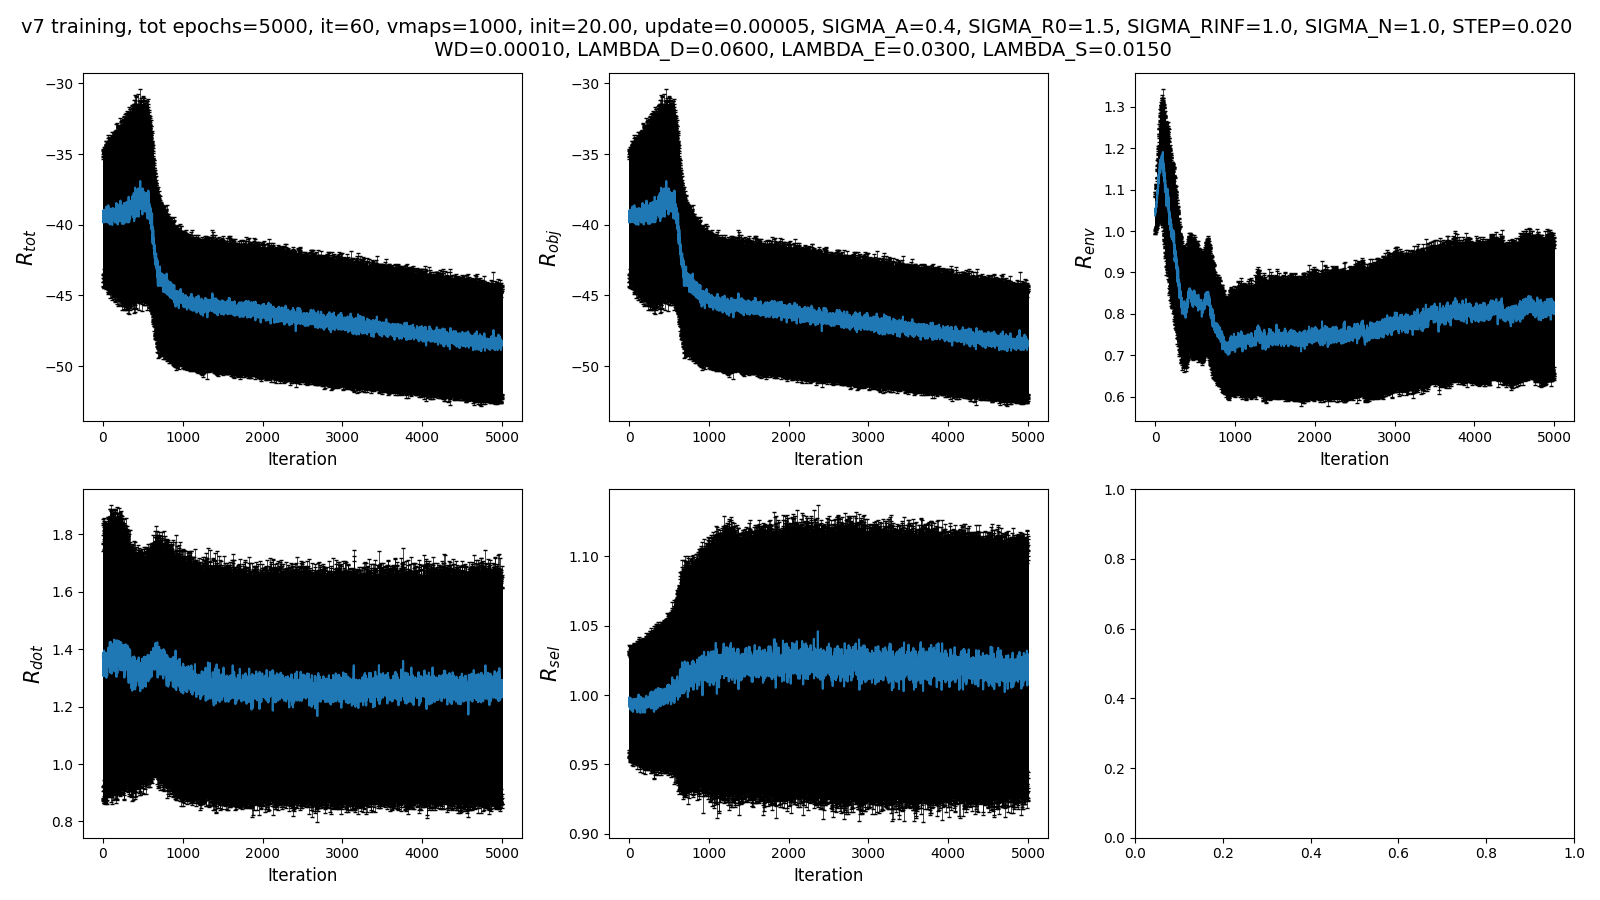 v7 training, tot epochs=5000, it=60, vmaps=1000, init=20.00, update=0.00005, SIGMA_A=0.4, SIGMA_R0=1.5, SIGMA_RINF=1.0, SIGMA_N=1.0, STEP=0.020
WD=0.00010, LAMBDA_D=0.0600, LAMBDA_E=0.0300, LAMBDA_S=0.0150
−30
−35
−40
−45
−50
R_tot
0 1000 2000 3000 4000 5000
Iteration
−30
−35
−40
−45
−50
R_obj
0 1000 2000 3000 4000 5000
Iteration
1.3
1.2
1.1
1.0
0.9
0.8
0.7
0.6
R_env
0 1000 2000 3000 4000 5000
Iteration
1.8
1.6
1.4
1.2
1.0
0.8
R_dot
0 1000 2000 3000 4000 5000
Iteration
1.10
1.05
1.00
0.95
0.90
R_sel
0 1000 2000 3000 4000 5000
Iteration
1.0
0.8
0.6
0.4
0.2
0.0
0.0 0.2 0.4 0.6 0.8 1.0